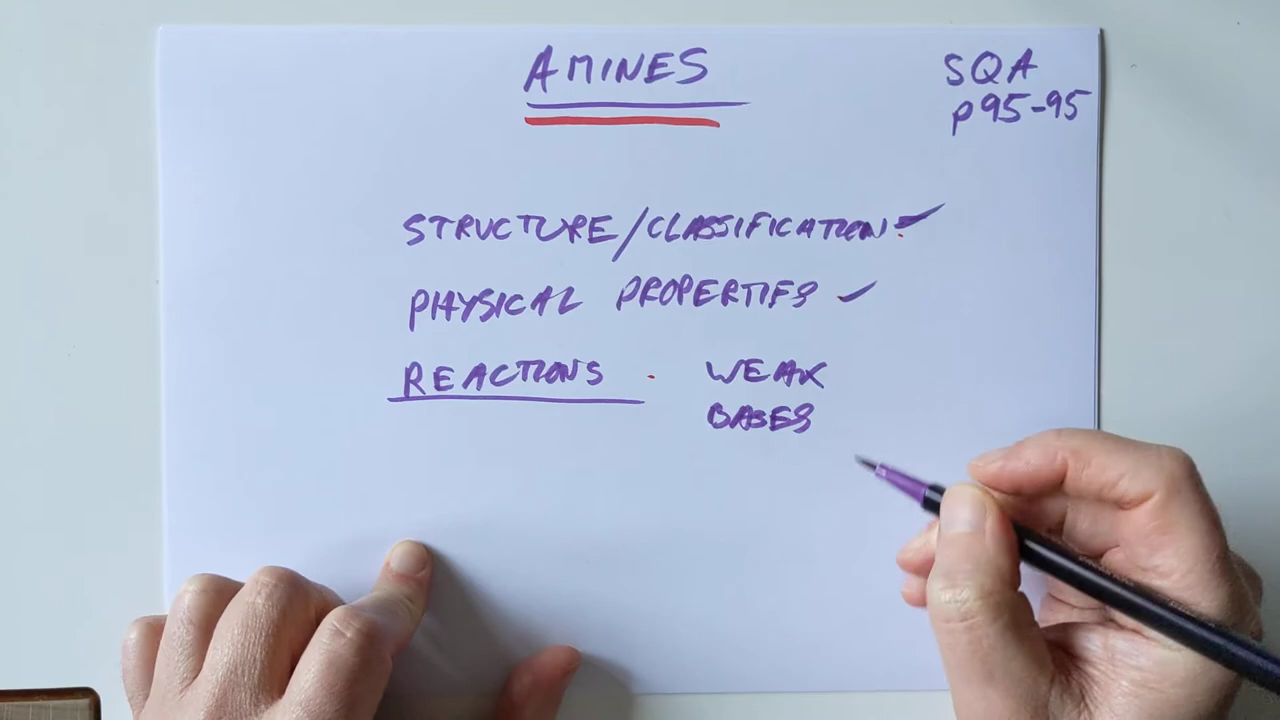 AMINES
SQA
p95-95
STRUCTURE/CLASSIFICATION
PHYSICAL PROPERTIES
REACTIONS
WEAK
BASES